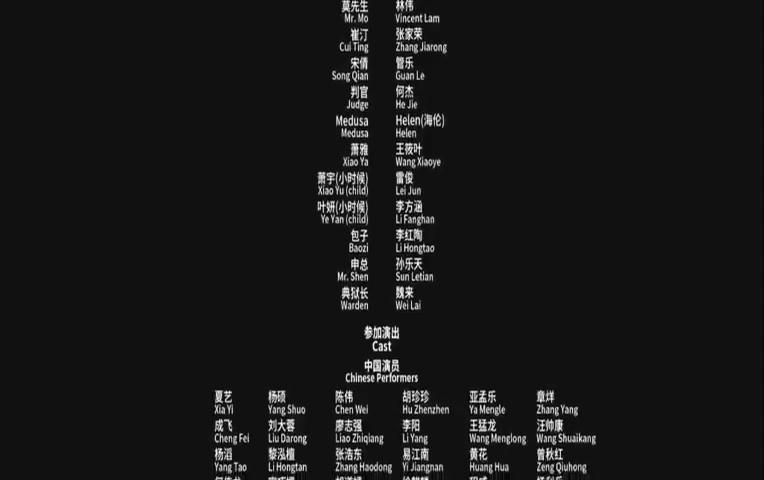 莫先生 林伟
Mr. Mo Vincent Lam
崔汀 张家荣
Cui Ting Zhang Jiarong
宋倩 管乐
Song Qian Guan Le
判官 何杰
Judge He Jie
Medusa Helen(海伦)
Medusa Helen
萧雅 王筱叶
Xiao Ya Wang Xiaoye
萧宇(小时候) 雷俊
Xiao Yu (child) Lei Jun
叶妍(小时候) 李方涵
Ye Yan (child) Li Fanghan
包子 李红陶
Baozi Li Hongtao
申总 孙乐天
Mr. Shen Sun Letian
典狱长 魏来
Warden Wei Lai
参加演出
Cast
中国演员
Chinese Performers
夏艺 杨硕 陈伟 胡珍珍 亚孟乐 章烊
Xia Yi Yang Shuo Chen Wei Hu Zhenzhen Ya Mengle Zhang Yang
成飞 刘大蓉 廖志强 李阳 王猛龙 汪帅康
Cheng Fei Liu Darong Liao Zhiqiang Li Yang Wang Menglong Wang Shuaikang
杨滔 黎泓檀 张浩东 易江南 黄花 曾秋红
Yang Tao Li Hongtan Zhang Haodong Yi Jiangnan Huang Hua Zeng Qiuhong